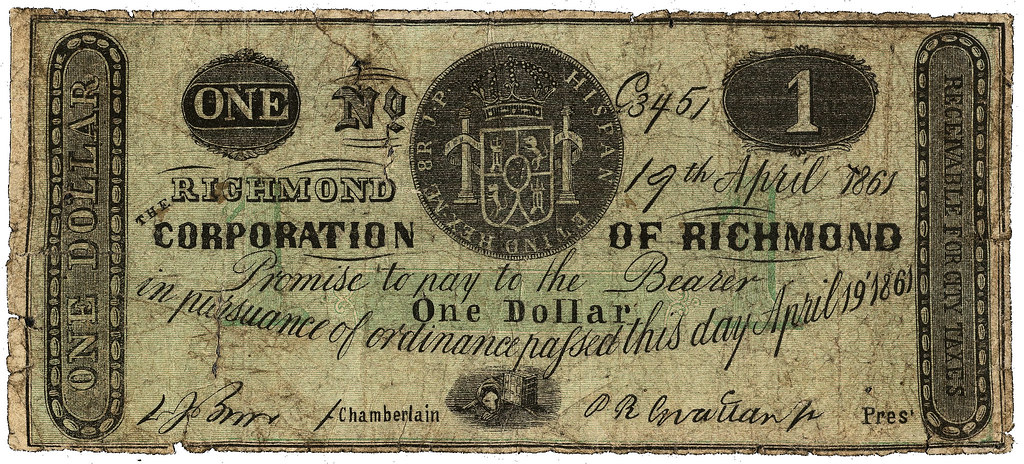 ONE DOLLAR
ONE
No.
HISPAN. ET IND. REX. M. 8R. J. P.
C3451
1
19th April 1861
THE RICHMOND
CORPORATION OF RICHMOND
Promise to pay to the Bearer
One Dollar
in pursuance of ordinance passed this day April 19' 1861
Chamberlain
Pres'
RECEIVABLE FOR CITY TAXES